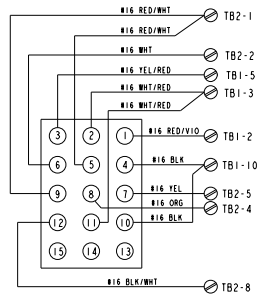 #16 RED/WHT TB2-1
#16 RED/WHT
#16 WHT TB2-2
#16 YEL/RED TB1-5
#16 WHT/RED TB1-3
#16 WHT/RED
3 2 1 #16 RED/VIO TB1-2
6 5 4 #16 BLK TB1-10
9 8 7 #16 YEL TB2-5
#16 ORG TB2-4
12 11 10 #16 BLK
15 14 13
#16 BLK/WHT TB2-8